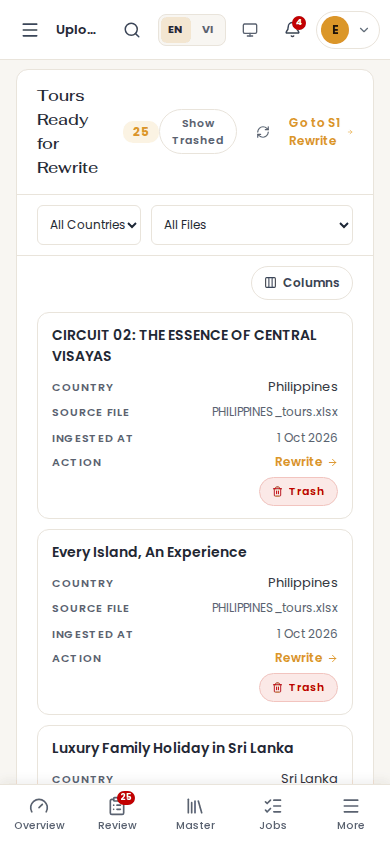 Uplo...
EN VI
4
E
Tours
Ready
for
Rewrite
25
Show
Trashed
Go to S1
Rewrite →
All Countries
All Files
Columns
CIRCUIT 02: THE ESSENCE OF CENTRAL
VISAYAS
COUNTRY Philippines
SOURCE FILE PHILIPPINES_tours.xlsx
INGESTED AT 1 Oct 2026
ACTION Rewrite →
Trash
Every Island, An Experience
COUNTRY Philippines
SOURCE FILE PHILIPPINES_tours.xlsx
INGESTED AT 1 Oct 2026
ACTION Rewrite →
Trash
Luxury Family Holiday in Sri Lanka
COUNTRY Sri Lanka
25
Overview Review Master Jobs More